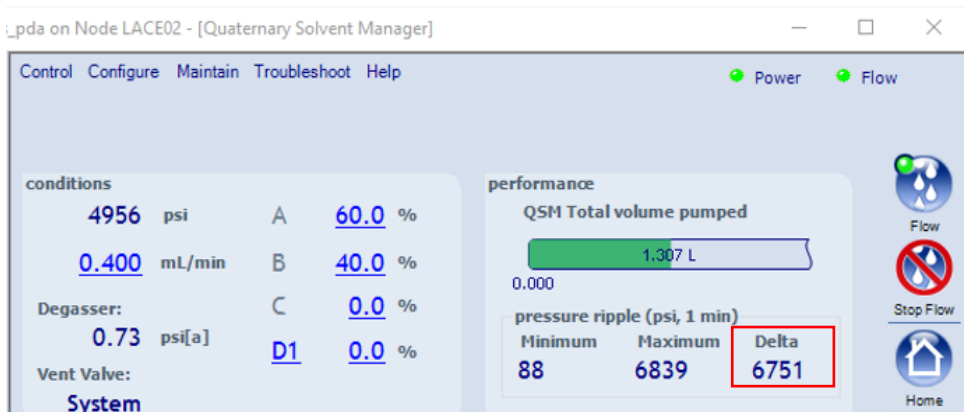 _pda on Node LACE02 - [Quaternary Solvent Manager]
Control Configure Maintain Troubleshoot Help
Power Flow
conditions
4956 psi A 60.0 %
0.400 mL/min B 40.0 %
Degasser: C 0.0 %
0.73 psi[a] D1 0.0 %
Vent Valve:
System
performance
QSM Total volume pumped
1.307 L
0.000
pressure ripple (psi, 1 min)
Minimum Maximum Delta
88 6839 6751
Flow
Stop Flow
Home